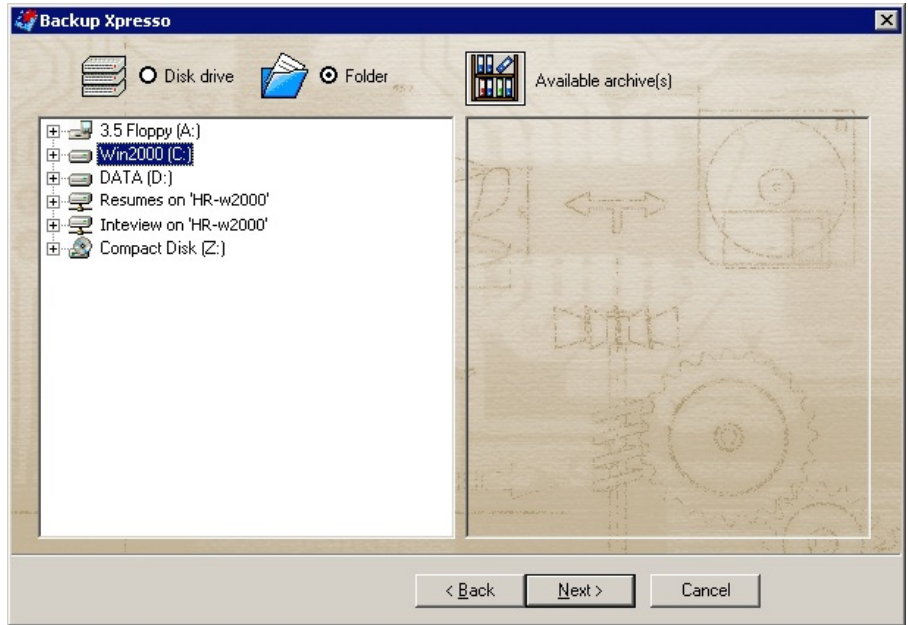 Backup Xpresso
Disk drive
Folder
Available archive(s)
3.5 Floppy (A:)
Win2000 (C:)
DATA (D:)
Resumes on 'HR-w2000'
Inteview on 'HR-w2000'
Compact Disk (Z:)
< Back
Next >
Cancel